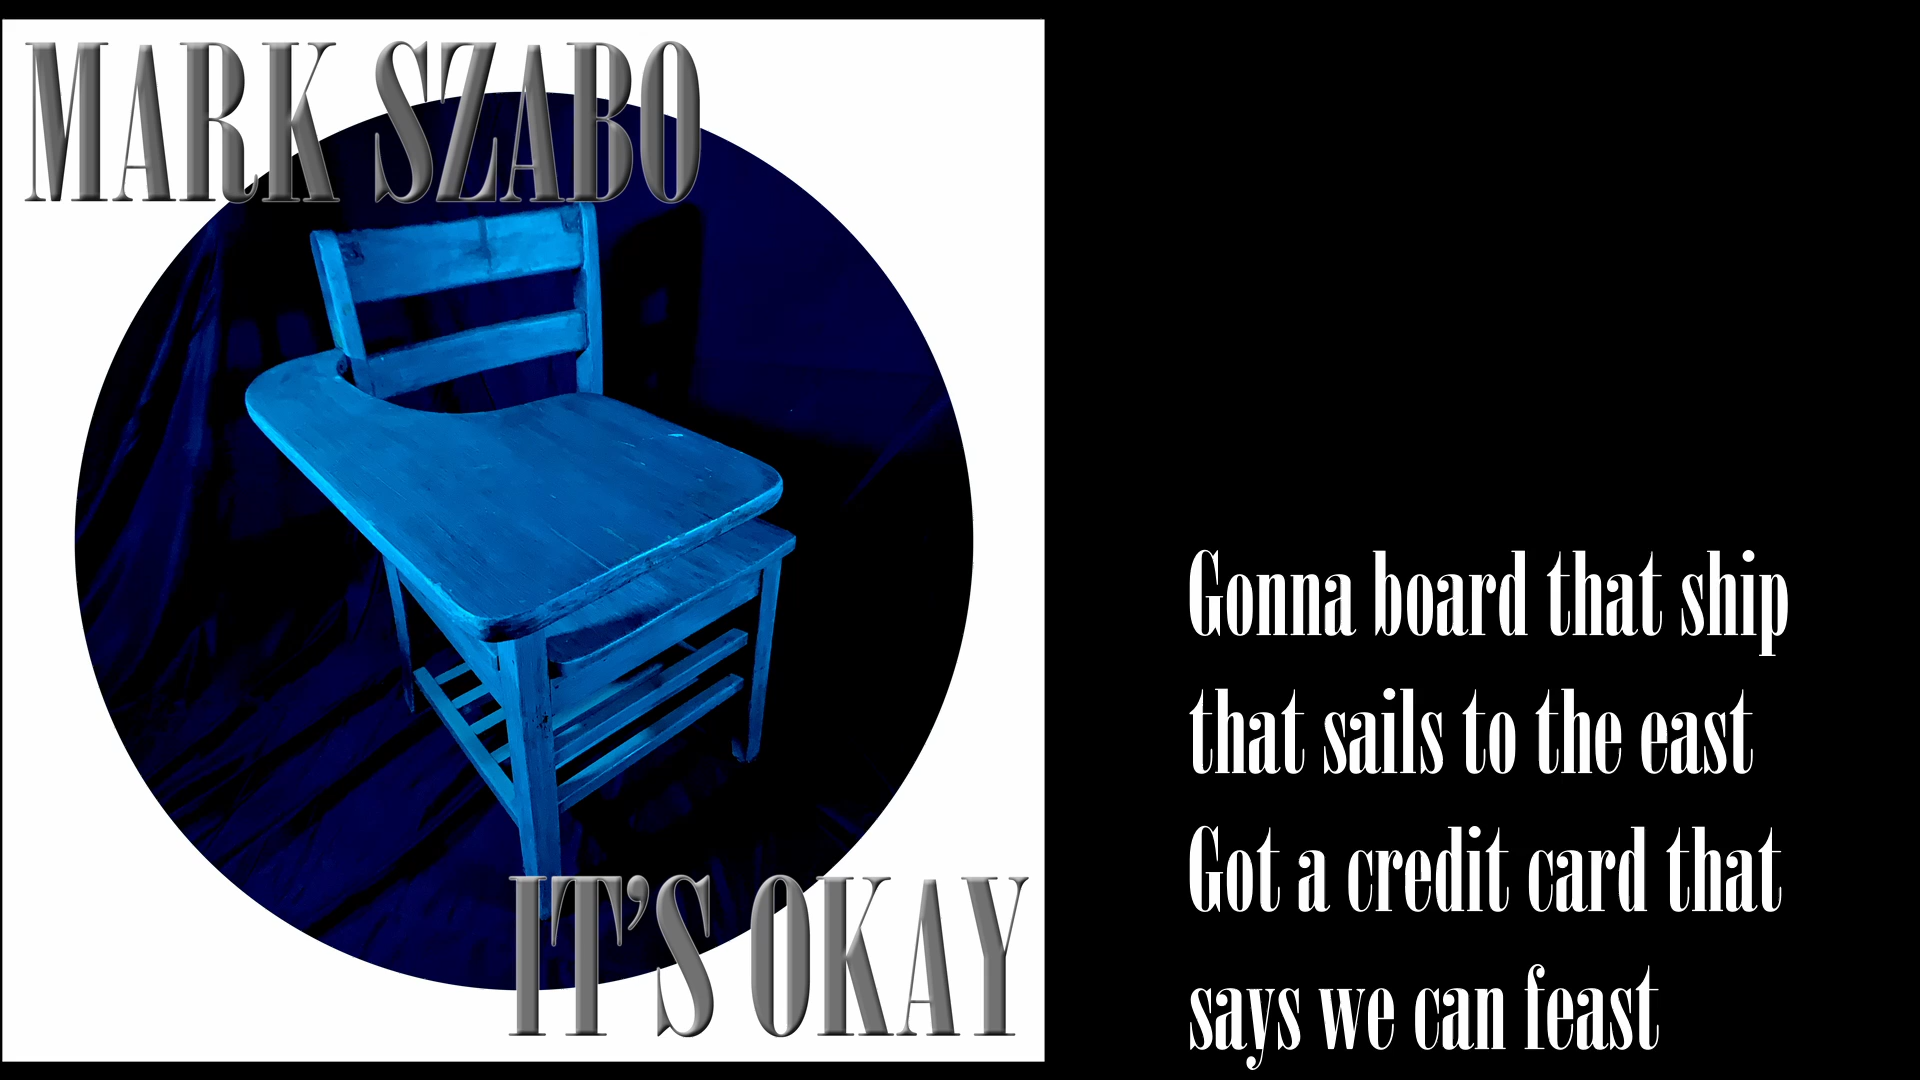 MARK SZABO
IT'S OKAY
Gonna board that ship
that sails to the east
Got a credit card that
says we can feast